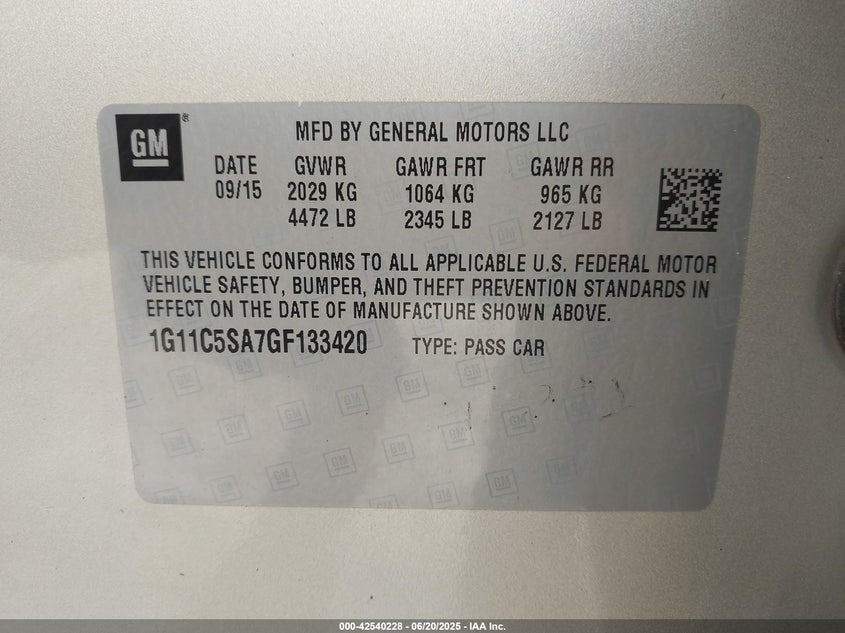 GM
MFD BY GENERAL MOTORS LLC
DATE GVWR GAWR FRT GAWR RR
09/15 2029 KG 1064 KG 965 KG
4472 LB 2345 LB 2127 LB
THIS VEHICLE CONFORMS TO ALL APPLICABLE U.S. FEDERAL MOTOR
VEHICLE SAFETY, BUMPER, AND THEFT PREVENTION STANDARDS IN
EFFECT ON THE DATE OF MANUFACTURE SHOWN ABOVE.
1G11C5SA7GF133420 TYPE: PASS CAR
000-42540228 - 06/20/2025 - IAA Inc.